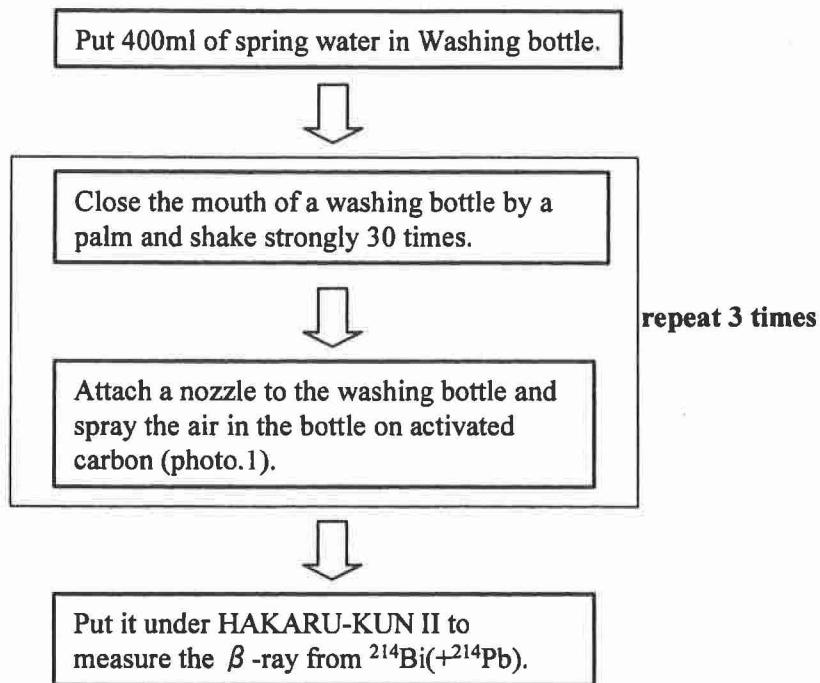 Put 400ml of spring water in Washing bottle.
Close the mouth of a washing bottle by a
palm and shake strongly 30 times.
repeat 3 times
Attach a nozzle to the washing bottle and
spray the air in the bottle on activated
carbon (photo.1).
Put it under HAKARU-KUN II to
measure the β-ray from ²¹⁴Bi(+²¹⁴Pb).